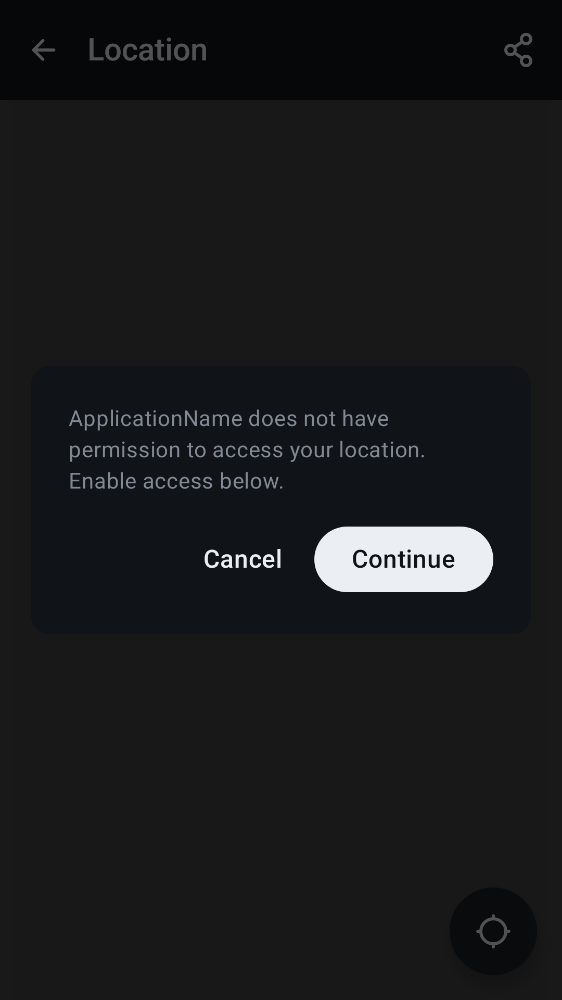 Location
ApplicationName does not have
permission to access your location.
Enable access below.
Cancel Continue